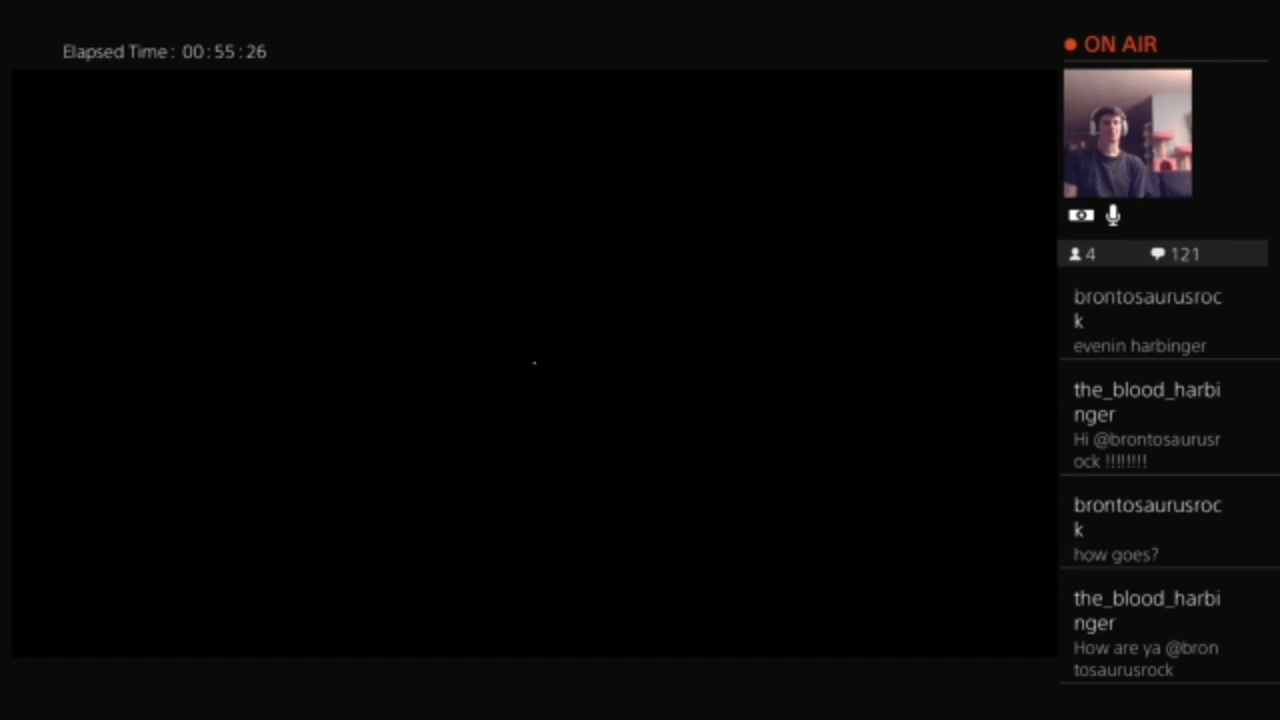 Elapsed Time: 00:55:26
ON AIR
4 121
brontosaurusroc
k
evenin harbinger
the_blood_harbi
nger
Hi @brontosaurusr
ock !!!!!!!!
brontosaurusroc
k
how goes?
the_blood_harbi
nger
How are ya @bron
tosaurusrock